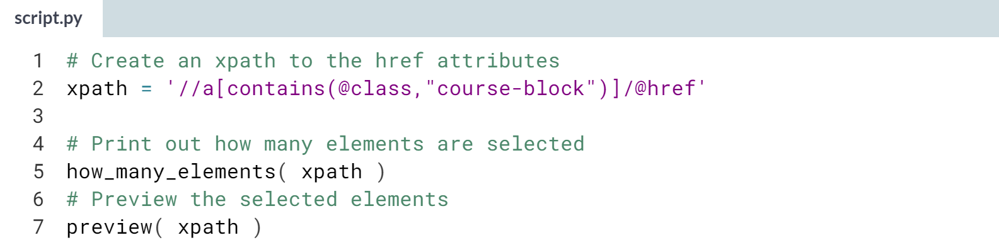 script.py
1 # Create an xpath to the href attributes
2 xpath = '//a[contains(@class,"course-block")]/@href'
3
4 # Print out how many elements are selected
5 how_many_elements( xpath )
6 # Preview the selected elements
7 preview( xpath )